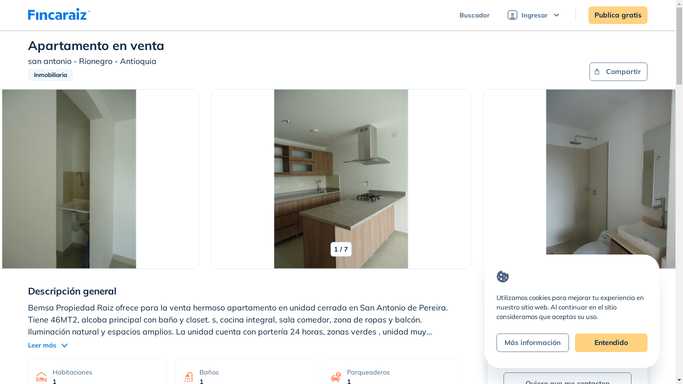 Fincaraiz
Buscador
Ingresar
Publica gratis
Apartamento en venta
san antonio - Rionegro - Antioquia
Inmobiliaria
Compartir
1 / 7
Descripción general
Bemsa Propiedad Raiz ofrece para la venta hermoso apartamento en unidad cerrada en San Antonio de Pereira.
Tiene 46MT2, alcoba principal con baño y closet. s, cocina integral, sala comedor, zona de ropas y balcón.
Iluminación natural y espacios amplios. La unidad cuenta con portería 24 horas, zonas verdes , unidad muy...
Leer más
Habitaciones
1
Baños
1
Parqueaderos
1
Utilizamos cookies para mejorar tu experiencia en
nuestro sitio web. Al continuar en el sitio
consideramos que aceptas su uso.
Más información
Entendido
Quiero que me contacten